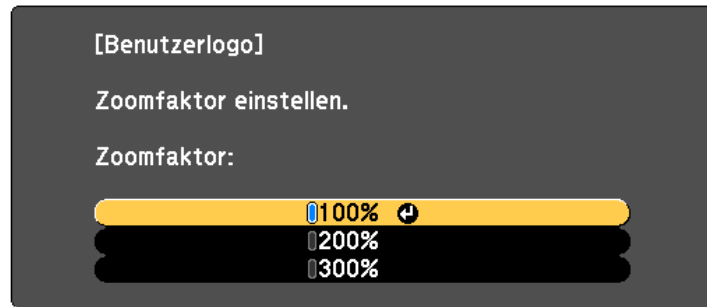 [Benutzerlogo]
Zoomfaktor einstellen.
Zoomfaktor:
100%
200%
300%